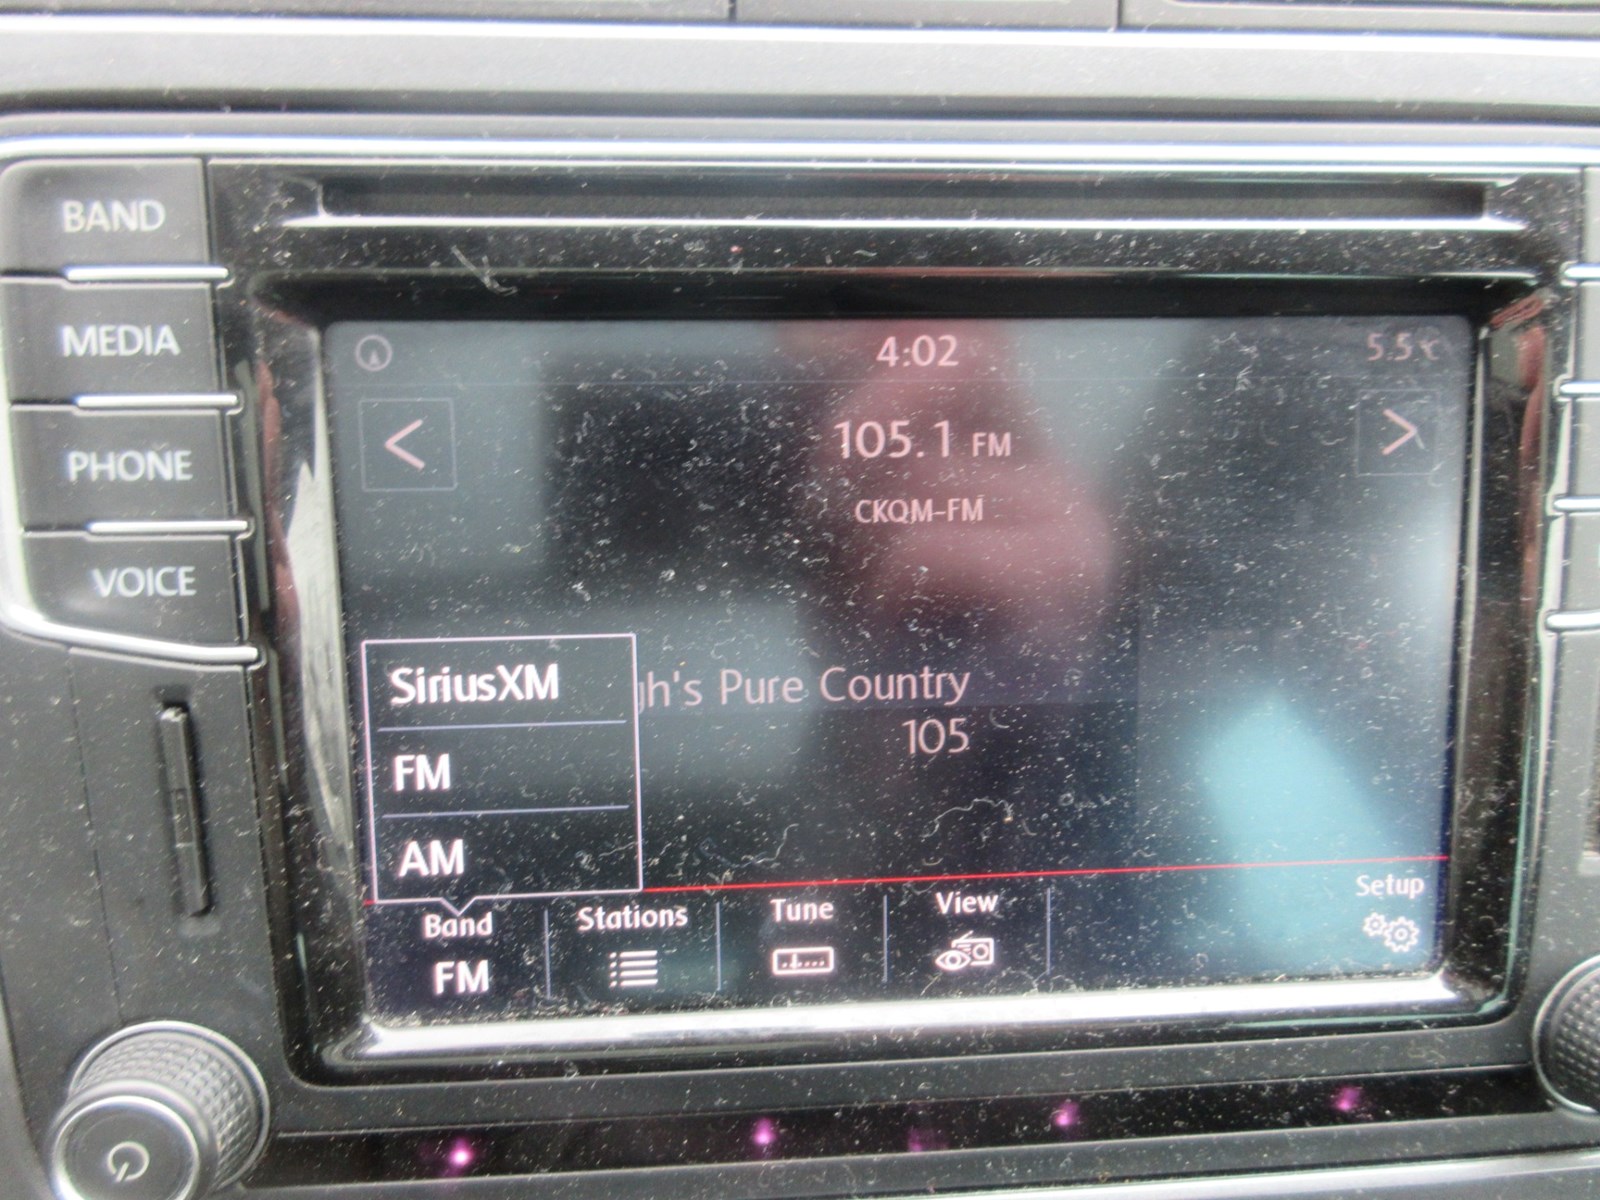 BAND
MEDIA
PHONE
VOICE
4:02
5.5°C
105.1 FM
CKQM-FM
gh's Pure Country
105
SiriusXM
FM
AM
Band
FM
Stations
Tune
View
Setup